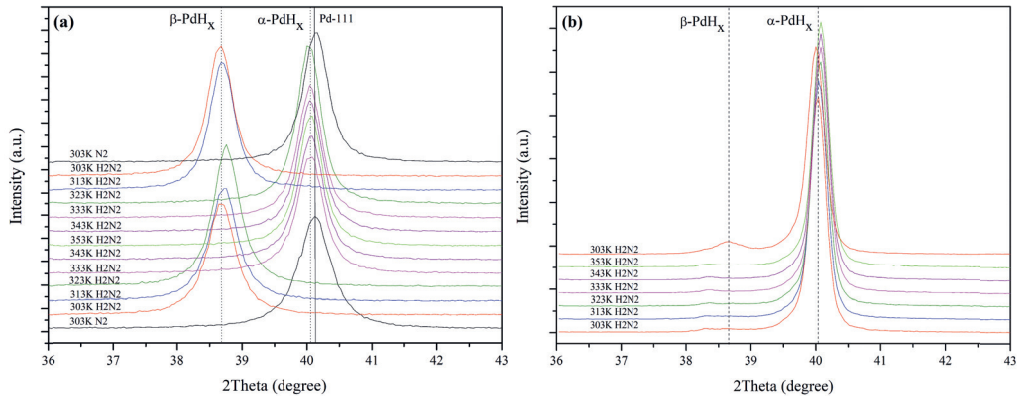 (a)
β-PdHx
α-PdHx
Pd-111
303K N2
303K H2N2
313K H2N2
323K H2N2
333K H2N2
343K H2N2
353K H2N2
343K H2N2
333K H2N2
323K H2N2
313K H2N2
303K H2N2
303K N2
Intensity (a.u.)
36 37 38 39 40 41 42 43
2Theta (degree)
(b)
β-PdHx
α-PdHx
303K H2N2
353K H2N2
343K H2N2
333K H2N2
323K H2N2
313K H2N2
303K H2N2
Intensity (a.u.)
36 37 38 39 40 41 42 43
2Theta (degree)